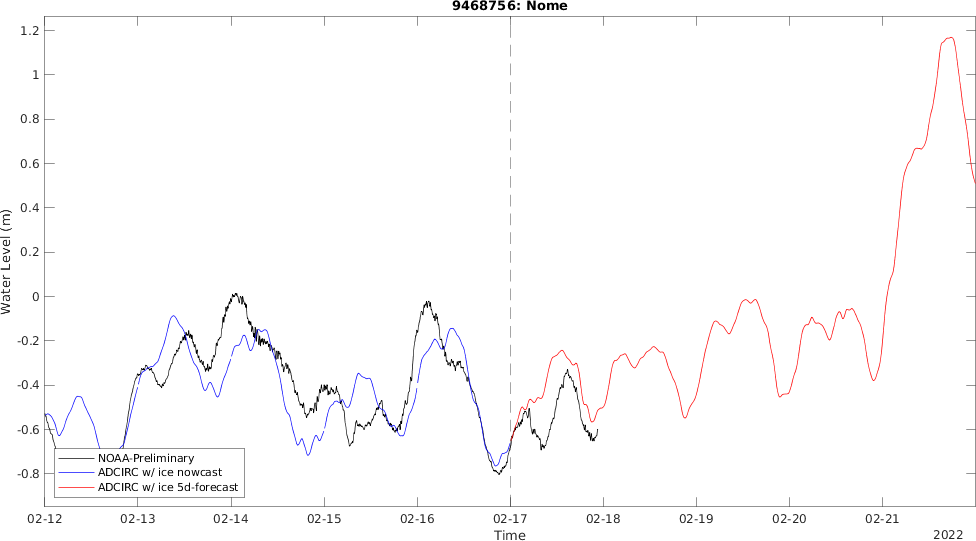 9468756: Nome
1.2
1
0.8
0.6
0.4
0.2
0
-0.2
-0.4
-0.6
-0.8
Water Level (m)
NOAA-Preliminary
ADCIRC w/ ice nowcast
ADCIRC w/ ice 5d-forecast
02-12 02-13 02-14 02-15 02-16 02-17 02-18 02-19 02-20 02-21
Time
2022